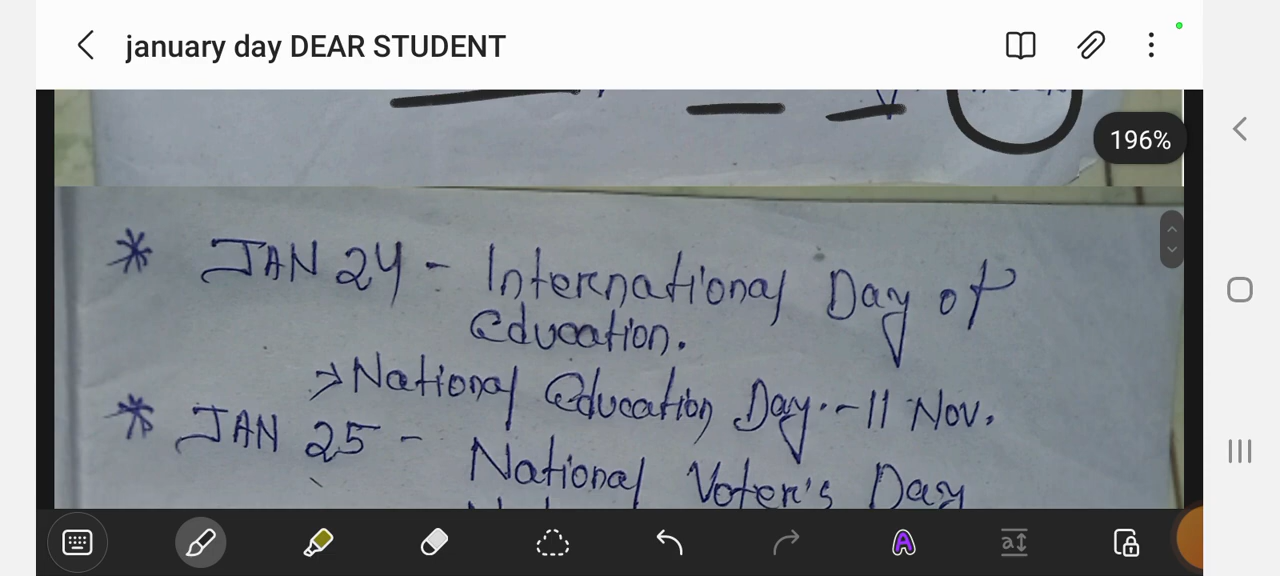 january day DEAR STUDENT
196%
* JAN 24 - International Day of
education.
> National Education Day. - 11 Nov.
* JAN 25 -
National Voter's Day
A
a